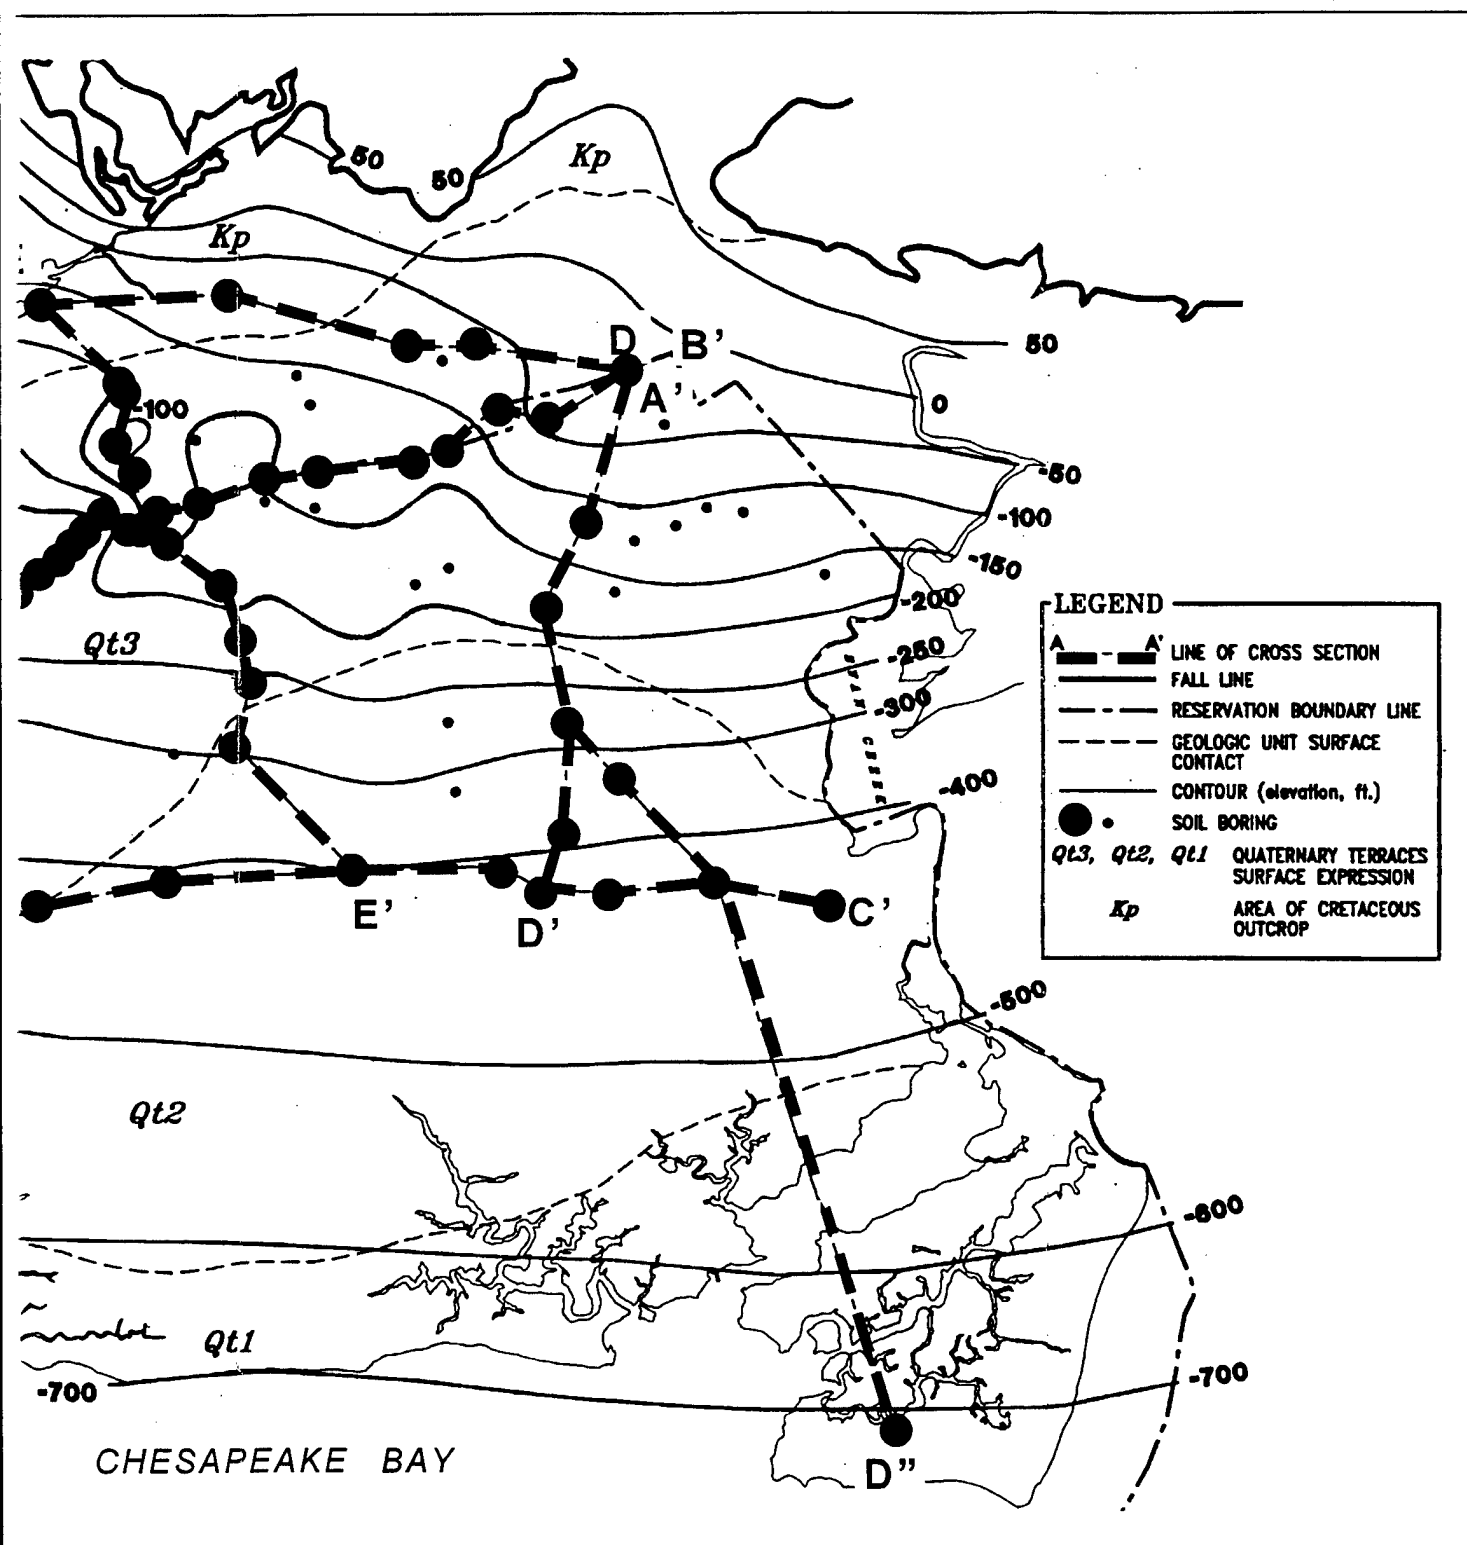 50
50
Kp
Kp
D
B'
50
A'
0
-100
-50
-100
-150
-200
Qt3
-250
-300
SPAN CREEK
-400
LEGEND
A A' LINE OF CROSS SECTION
FALL LINE
RESERVATION BOUNDARY LINE
GEOLOGIC UNIT SURFACE
CONTACT
CONTOUR (elevation, ft.)
SOIL BORING
Qt3, Qt2, Qt1 QUATERNARY TERRACES
SURFACE EXPRESSION
Kp AREA OF CRETACEOUS
OUTCROP
E'
D'
C'
-500
Qt2
-600
Qt1
-700
-700
CHESAPEAKE BAY
D"